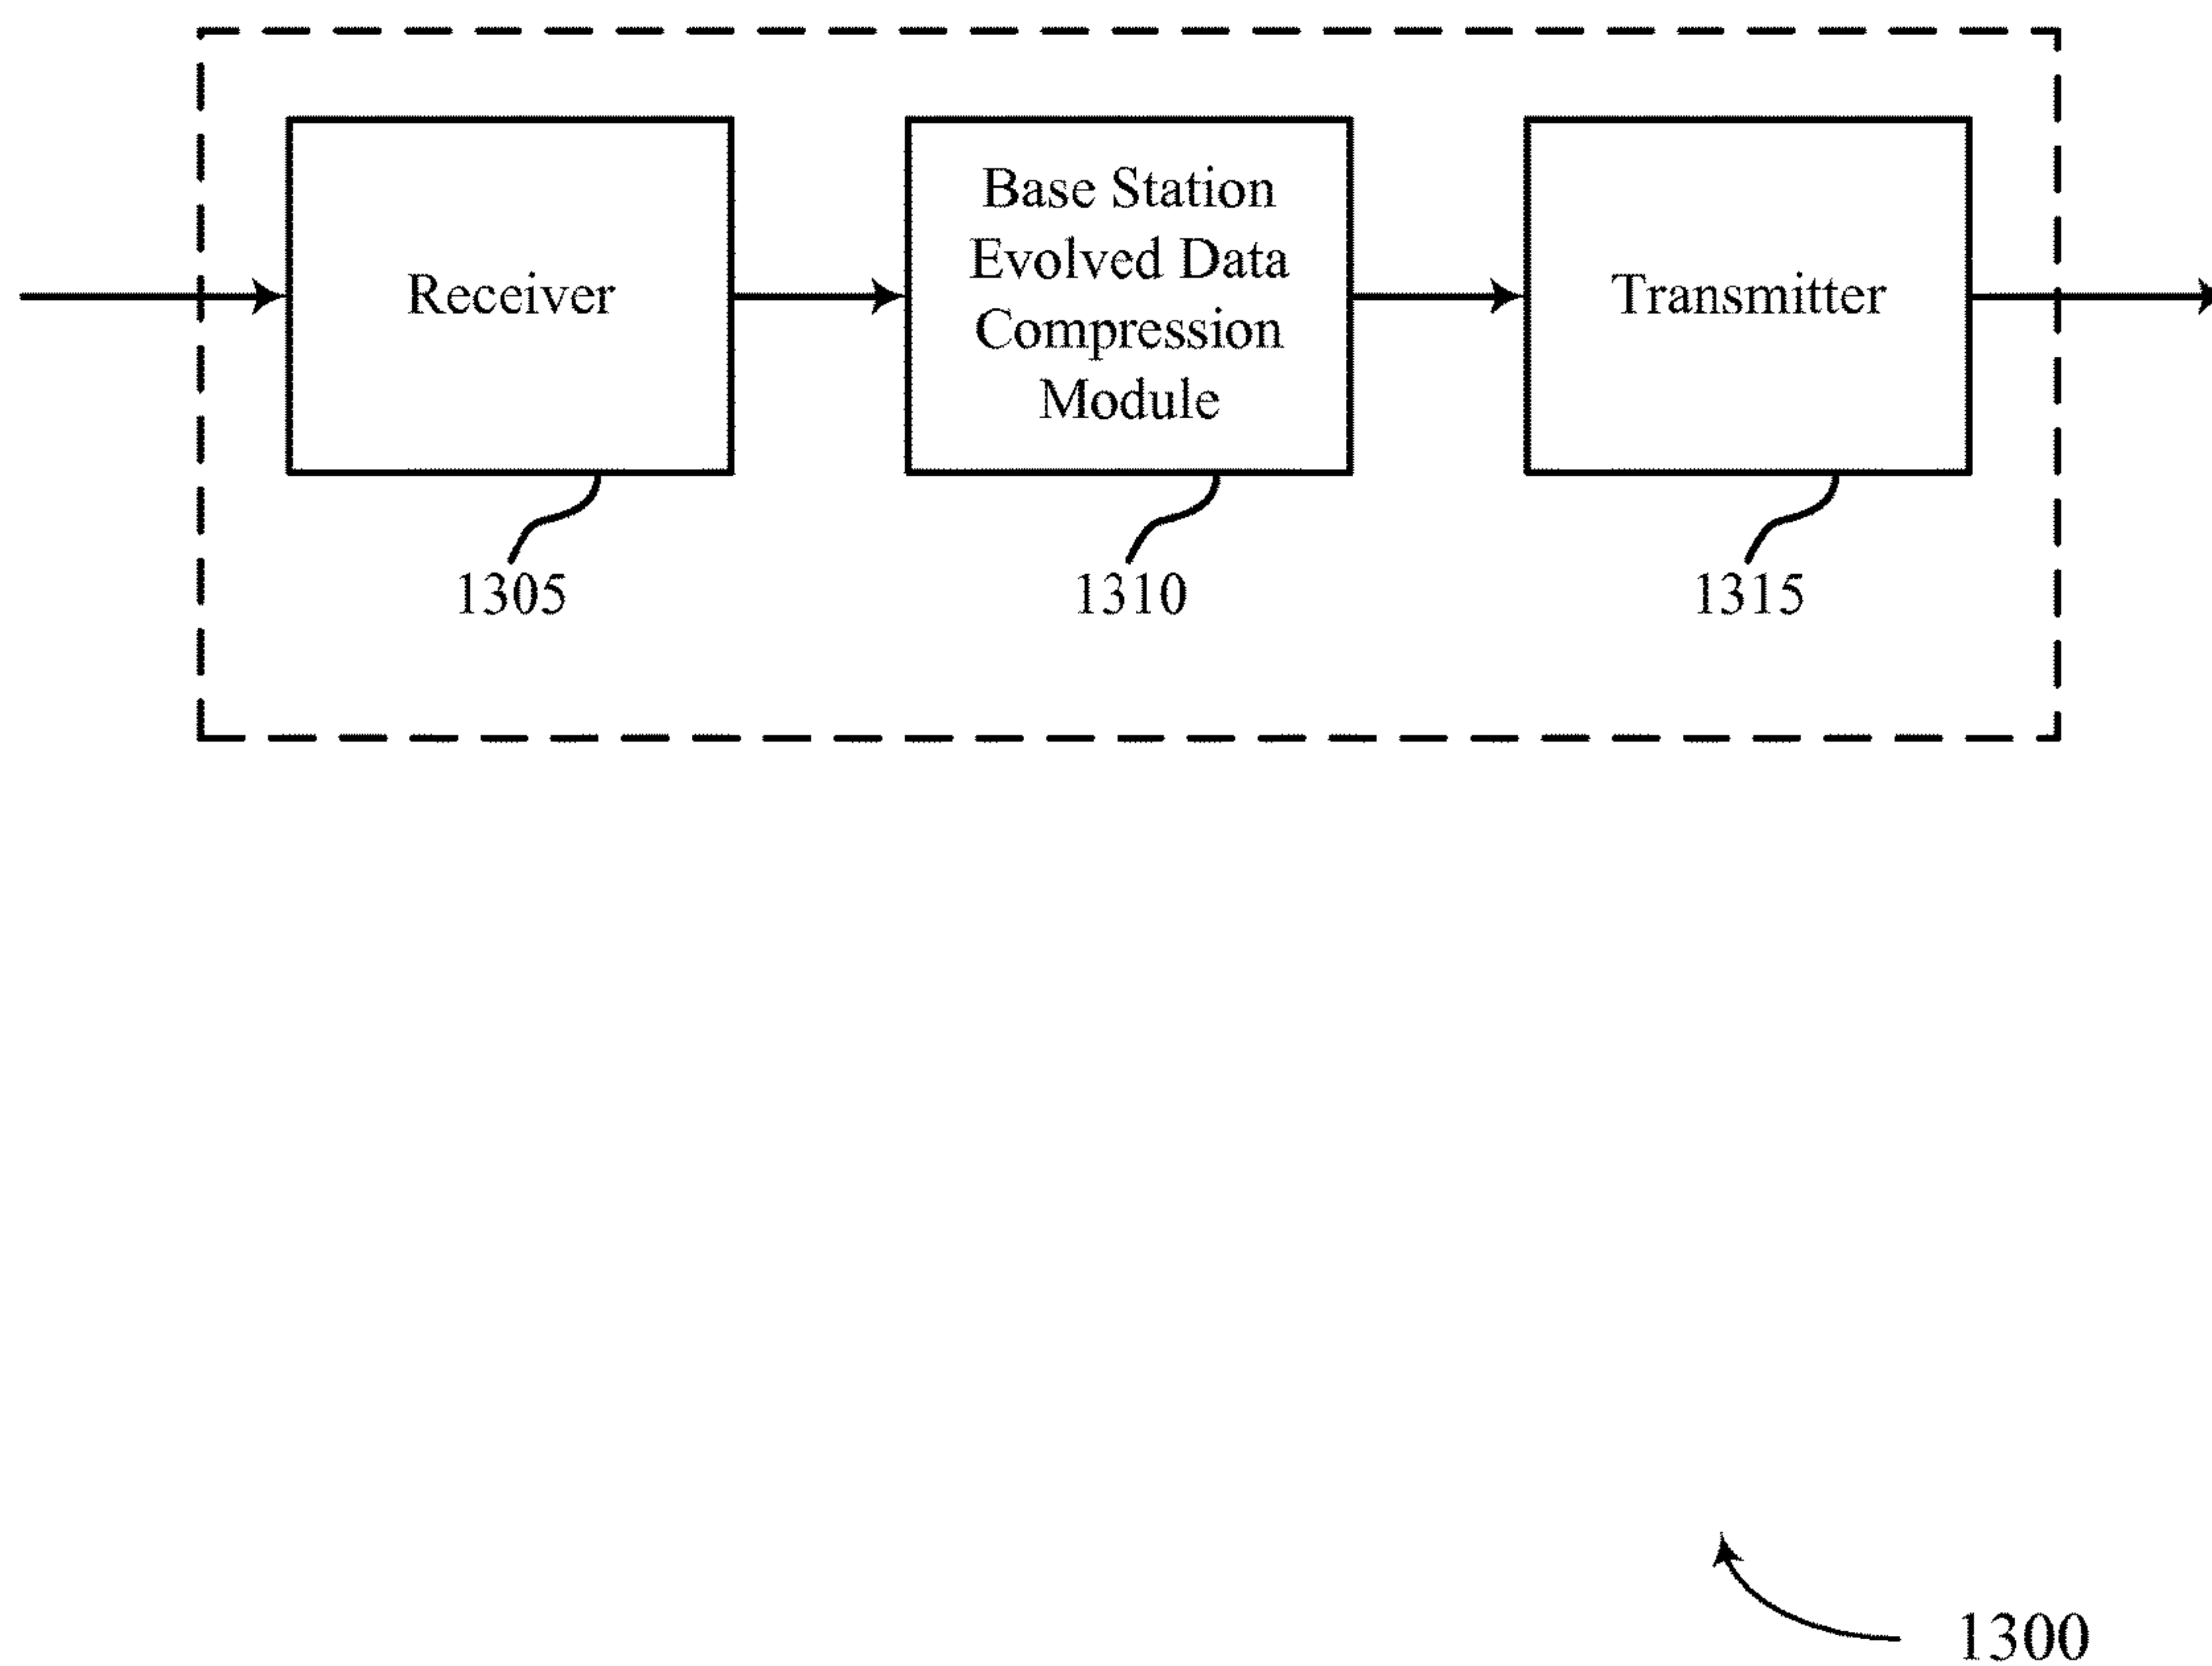 Receiver
Base Station
Evolved Data
Compression
Module
Transmitter
1305
1310
1315
1300